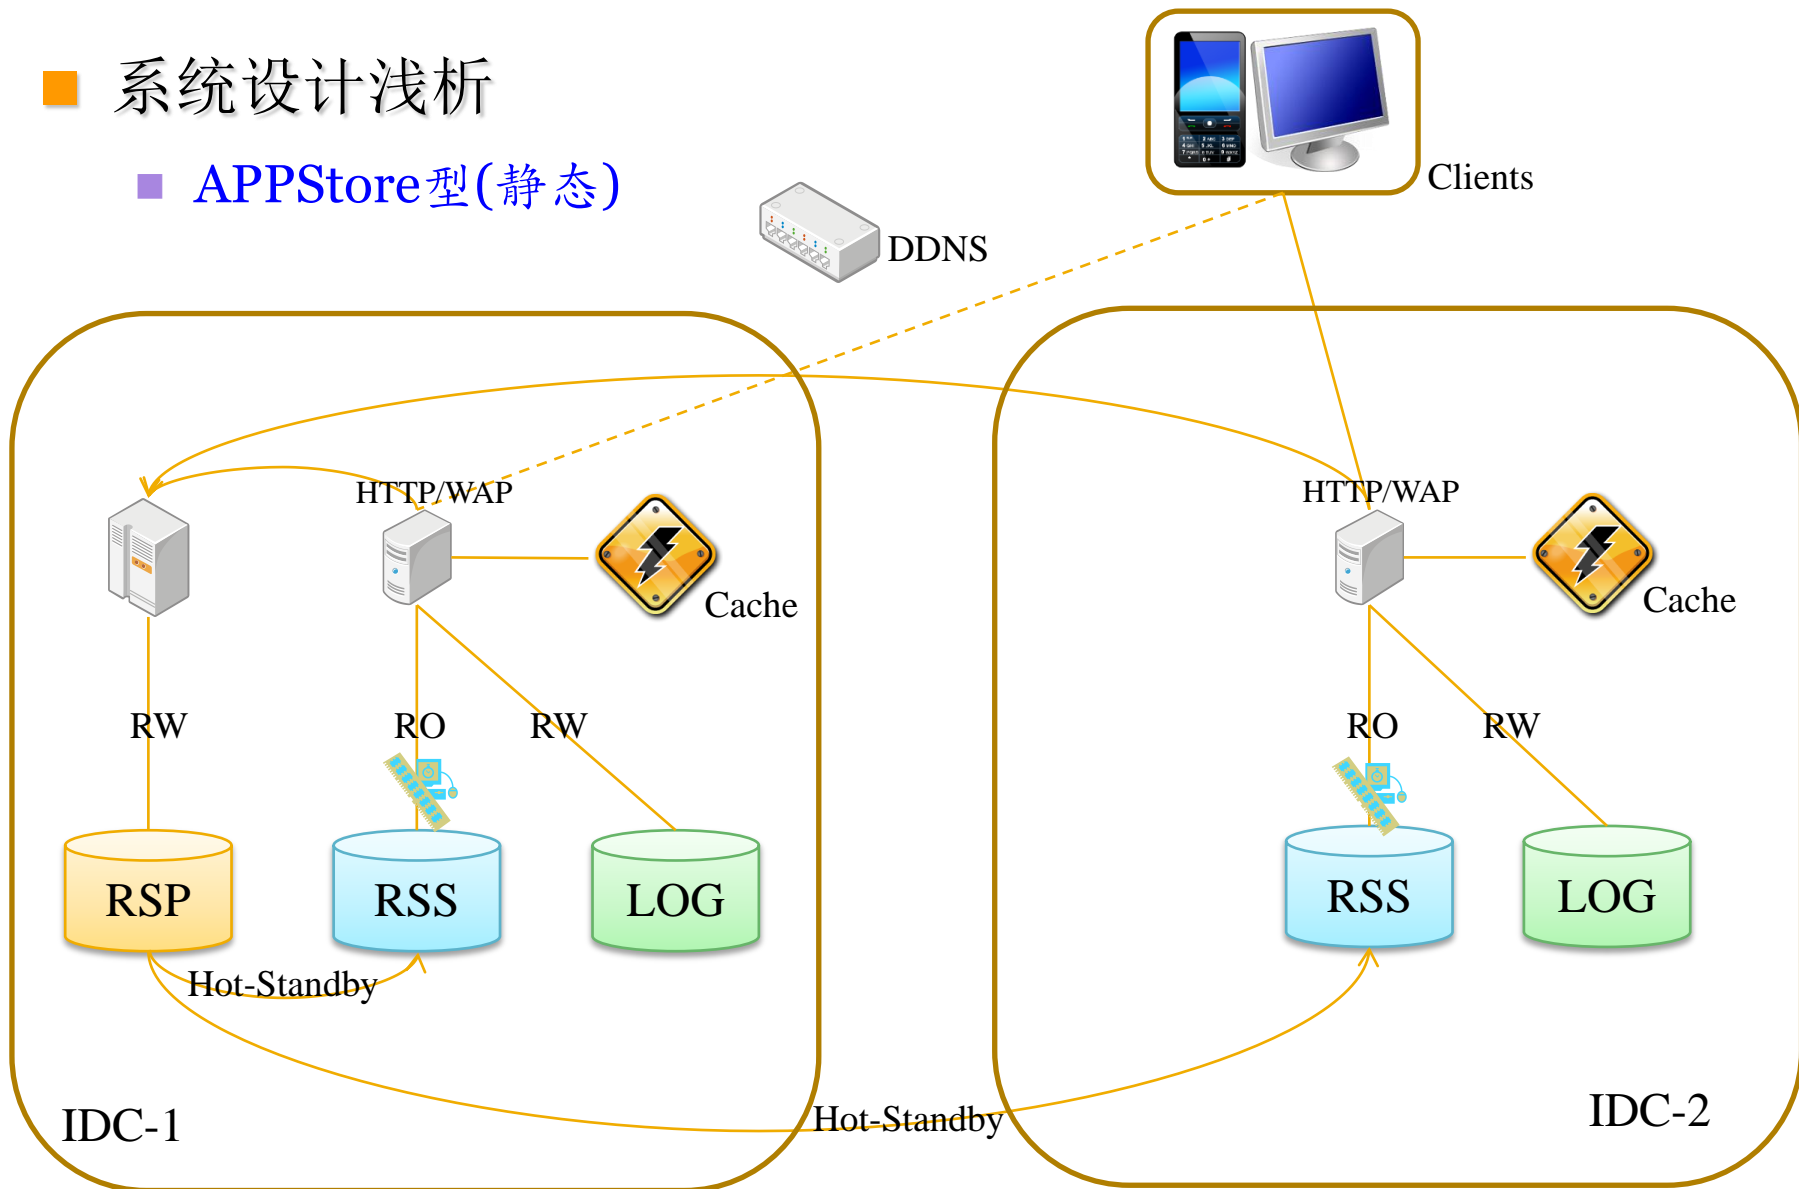 系统设计浅析
APPStore型(静态)
Clients
DDNS
HTTP/WAP
HTTP/WAP
Cache
Cache
RW
RO
RW
RO
RW
RSP
RSS
LOG
RSS
LOG
Hot-Standby
Hot-Standby
IDC-1
IDC-2